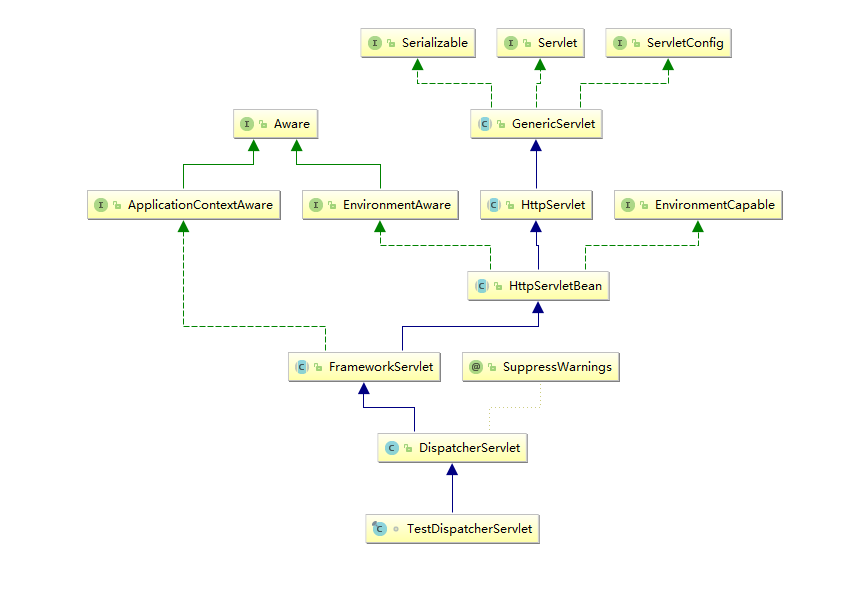 I Serializable
I Servlet
I ServletConfig
I Aware
C GenericServlet
I ApplicationContextAware
I EnvironmentAware
C HttpServlet
I EnvironmentCapable
C HttpServletBean
C FrameworkServlet
@ SuppressWarnings
C DispatcherServlet
C TestDispatcherServlet